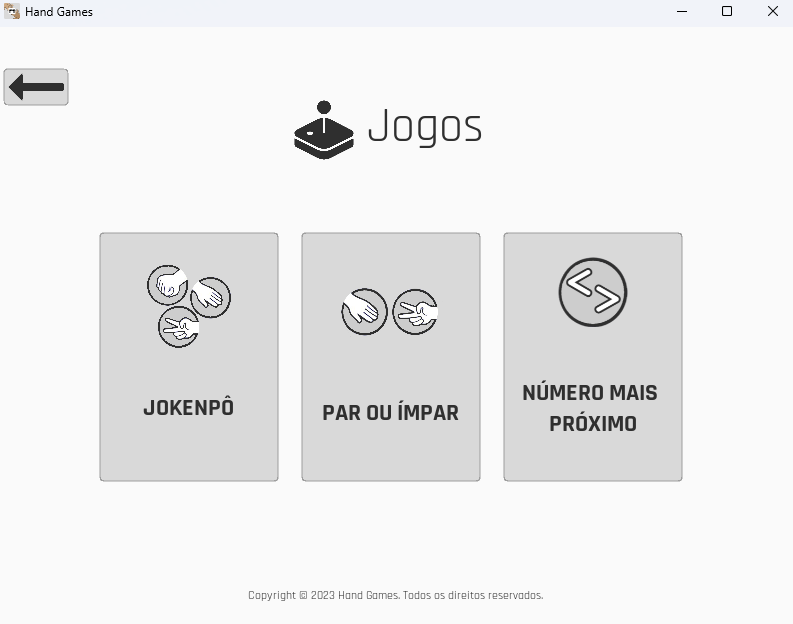 Hand Games
Jogos
JOKENPÔ
PAR OU ÍMPAR
NÚMERO MAIS
PRÓXIMO
Copyright © 2023 Hand Games. Todos os direitos reservados.